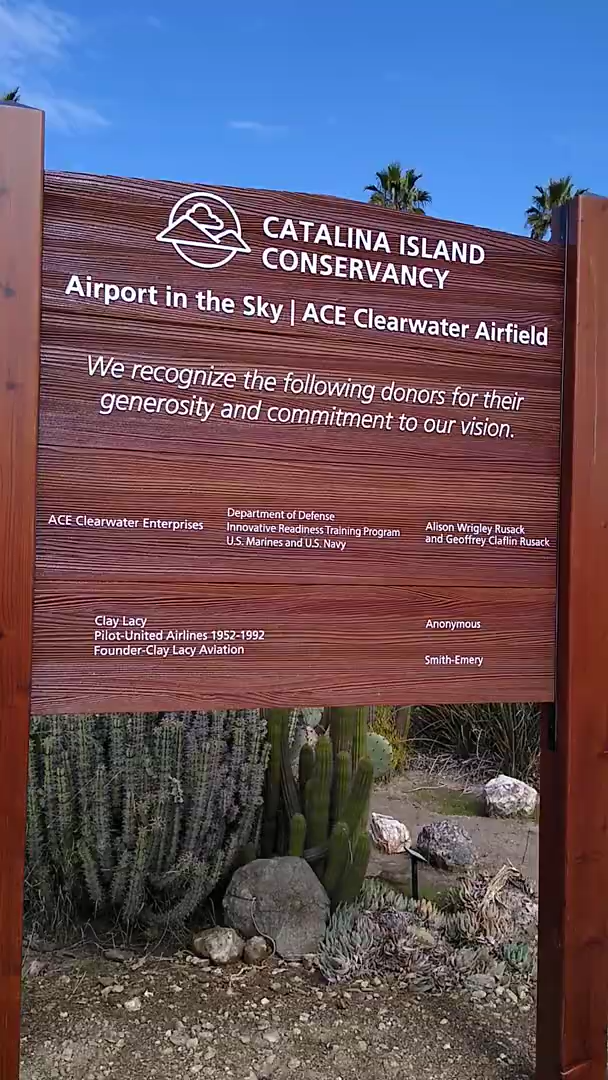 CATALINA ISLAND
CONSERVANCY
Airport in the Sky | ACE Clearwater Airfield
We recognize the following donors for their
generosity and commitment to our vision.
ACE Clearwater Enterprises
Department of Defense
Innovative Readiness Training Program
U.S. Marines and U.S. Navy
Alison Wrigley Rusack
and Geoffrey Claflin Rusack
Clay Lacy
Pilot-United Airlines 1952-1992
Founder-Clay Lacy Aviation
Anonymous
Smith-Emery